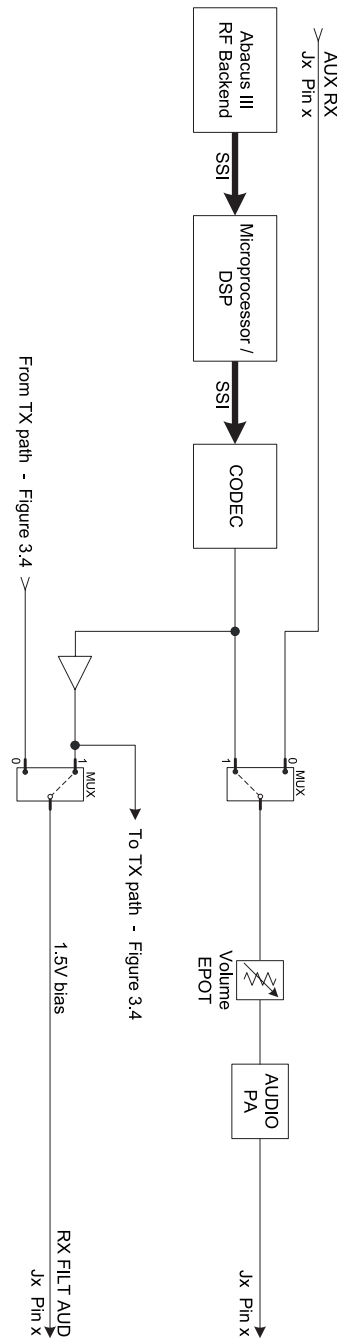 AUX RX
Jx Pin x
Abacus III
RF Backend
SSI
Microprocessor /
DSP
SSI
CODEC
0
MUX
1
Volume
EPOT
AUDIO
PA
Jx Pin x
To TX path - Figure 3.4
From TX path - Figure 3.4
1
MUX
0
1.5V bias
RX FILT AUD
Jx Pin x